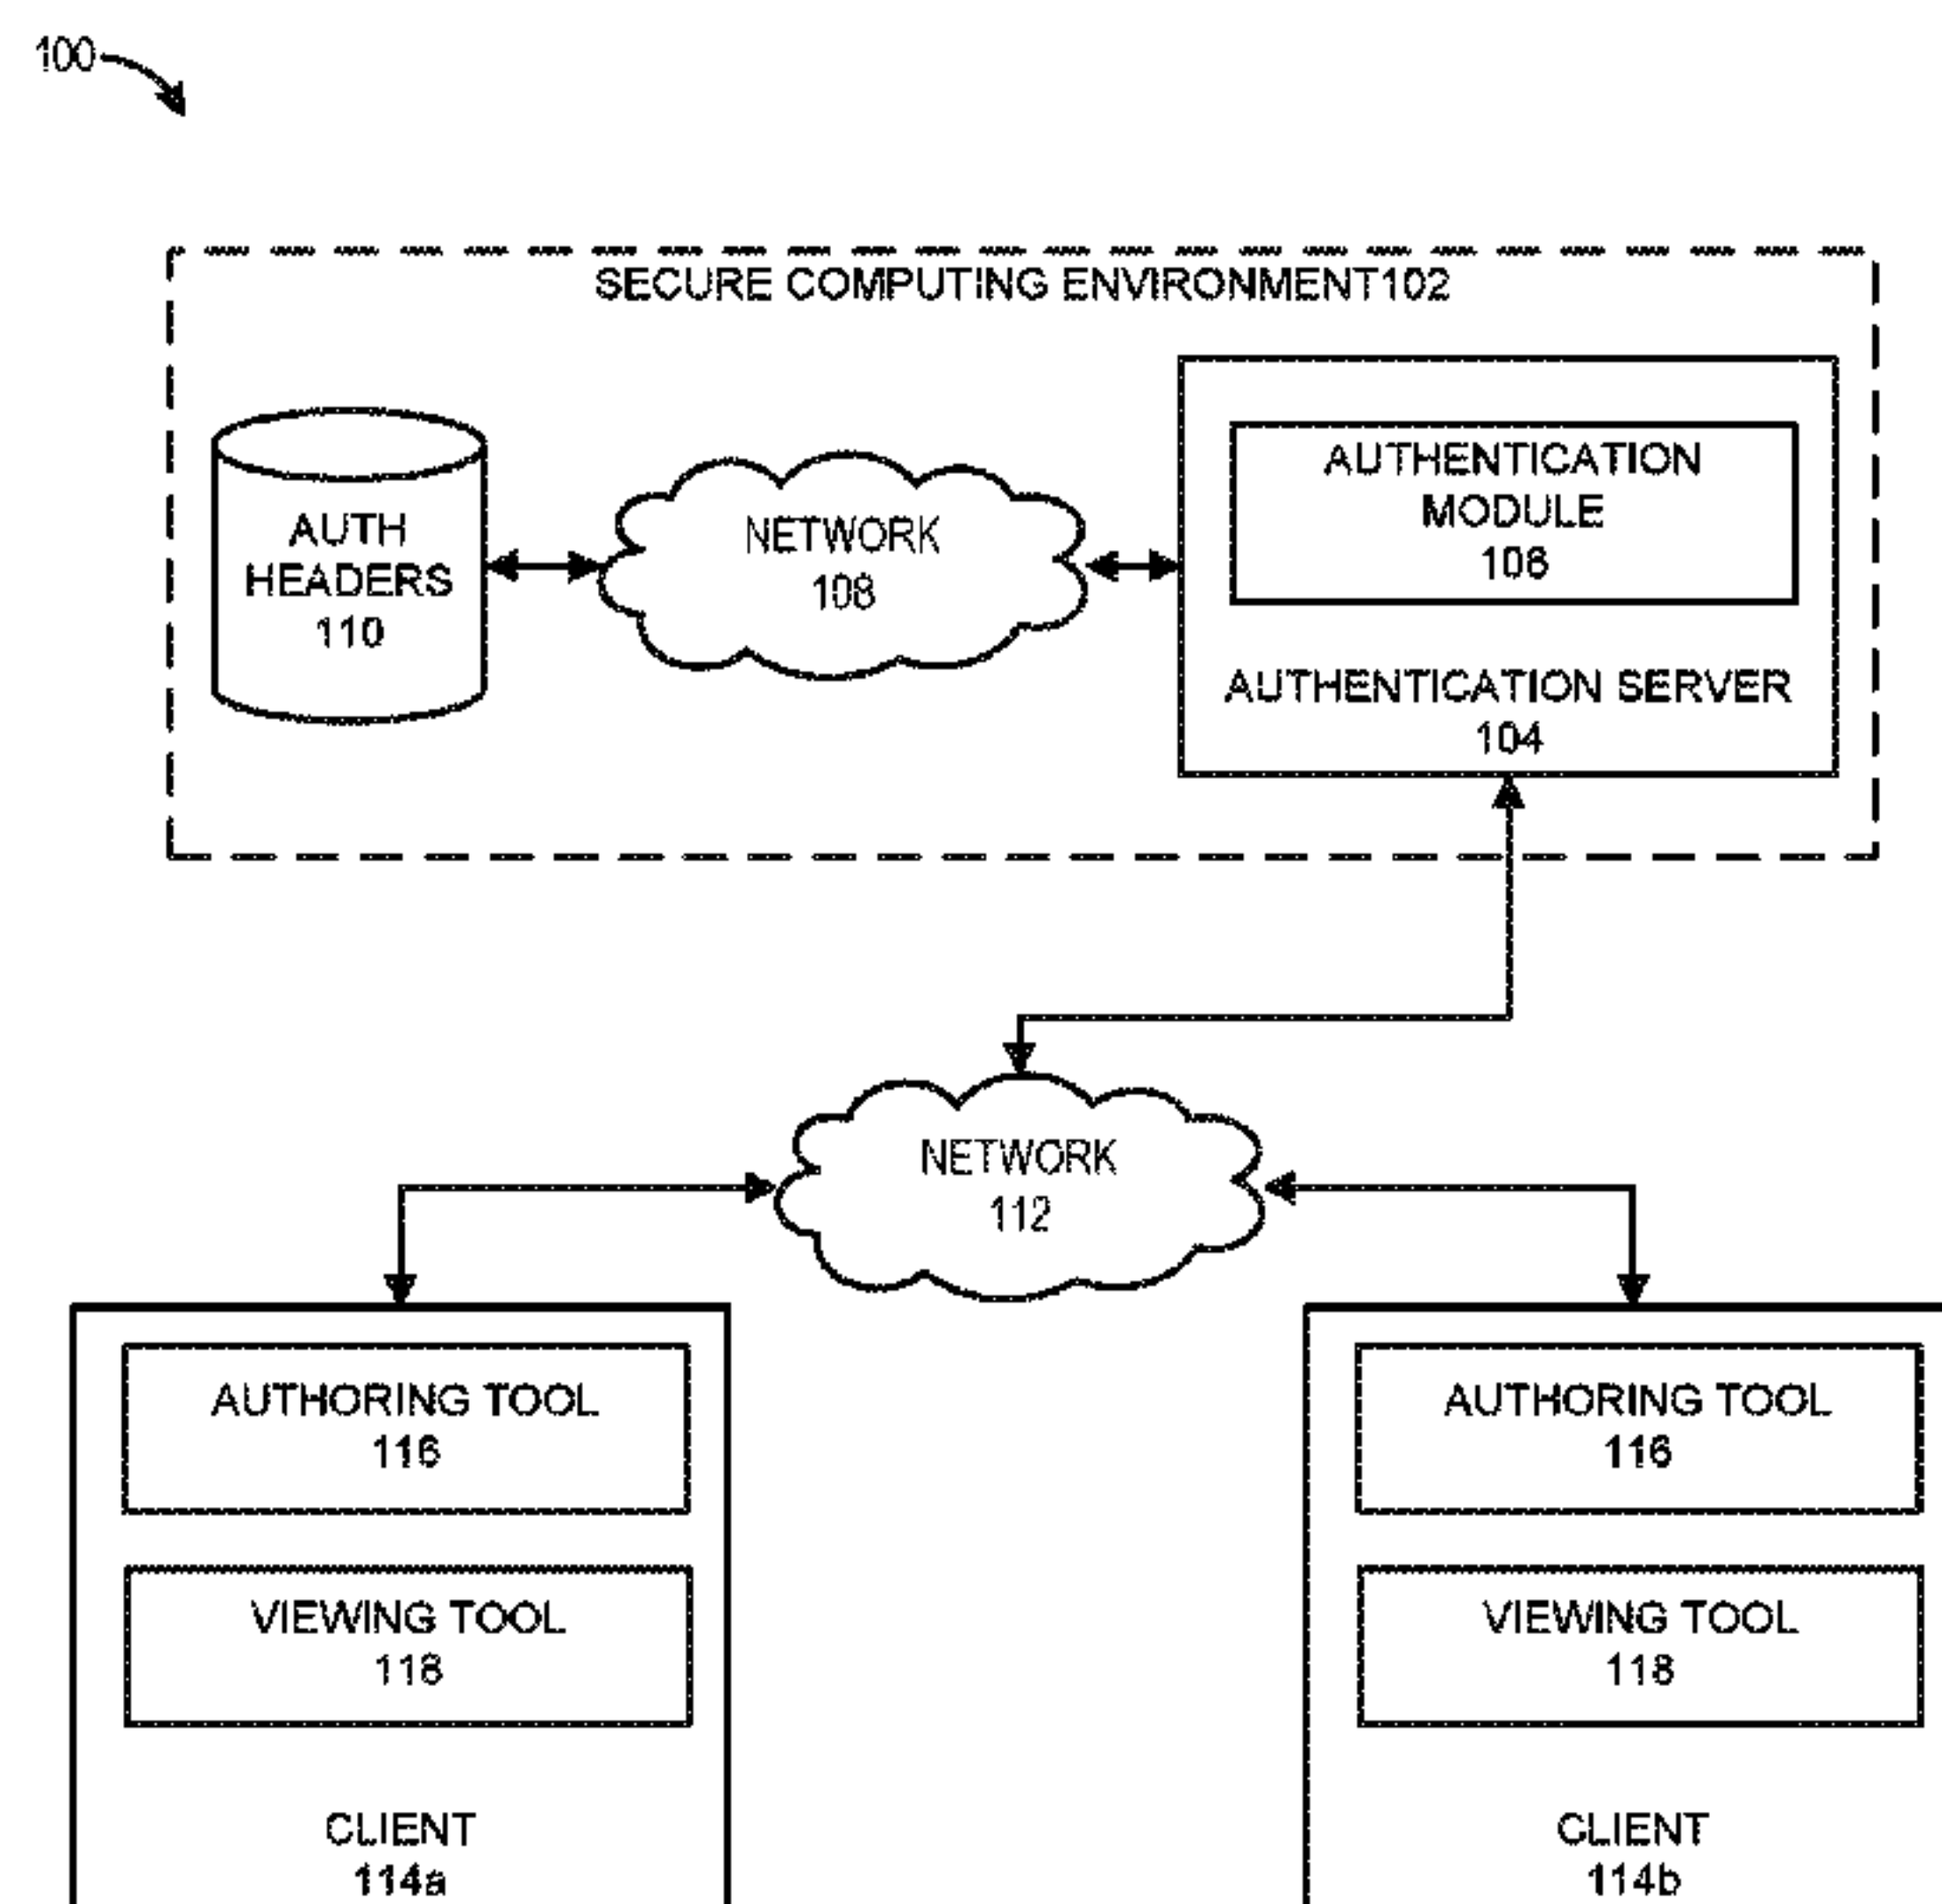 100
SECURE COMPUTING ENVIRONMENT102
AUTH
HEADERS
110
NETWORK
108
AUTHENTICATION
MODULE
106
AUTHENTICATION SERVER
104
NETWORK
112
AUTHORING TOOL
116
VIEWING TOOL
118
CLIENT
114a
AUTHORING TOOL
116
VIEWING TOOL
118
CLIENT
114b